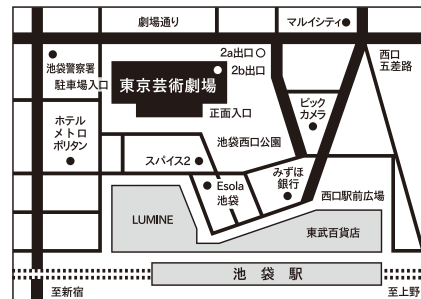 劇場通り
マルイシティ
2a出口
西口
五差路
池袋警察署
2b出口
駐車場入口
東京芸術劇場
正面入口
ビック
カメラ
ホテル
メトロ
ポリタン
池袋西口公園
スパイス2
Esola
池袋
みずほ
銀行
西口駅前広場
LUMINE
東武百貨店
池袋駅
至新宿
至上野